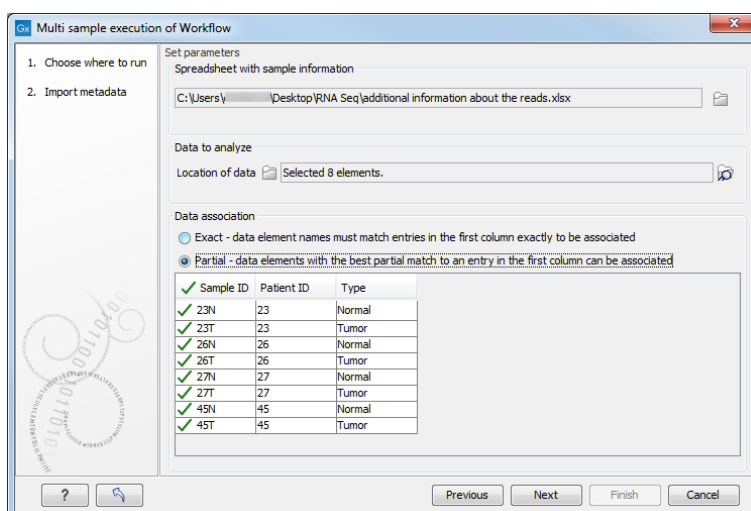 Gx Multi sample execution of Workflow
1. Choose where to run
2. Import metadata
Set parameters
Spreadsheet with sample information
C:\Users\ \Desktop\RNA Seq\additional information about the reads.xlsx
Data to analyze
Location of data Selected 8 elements.
Data association
Exact - data element names must match entries in the first column exactly to be associated
Partial - data elements with the best partial match to an entry in the first column can be associated
Sample ID Patient ID Type
23N 23 Normal
23T 23 Tumor
26N 26 Normal
26T 26 Tumor
27N 27 Normal
27T 27 Tumor
45N 45 Normal
45T 45 Tumor
? Previous Next Finish Cancel